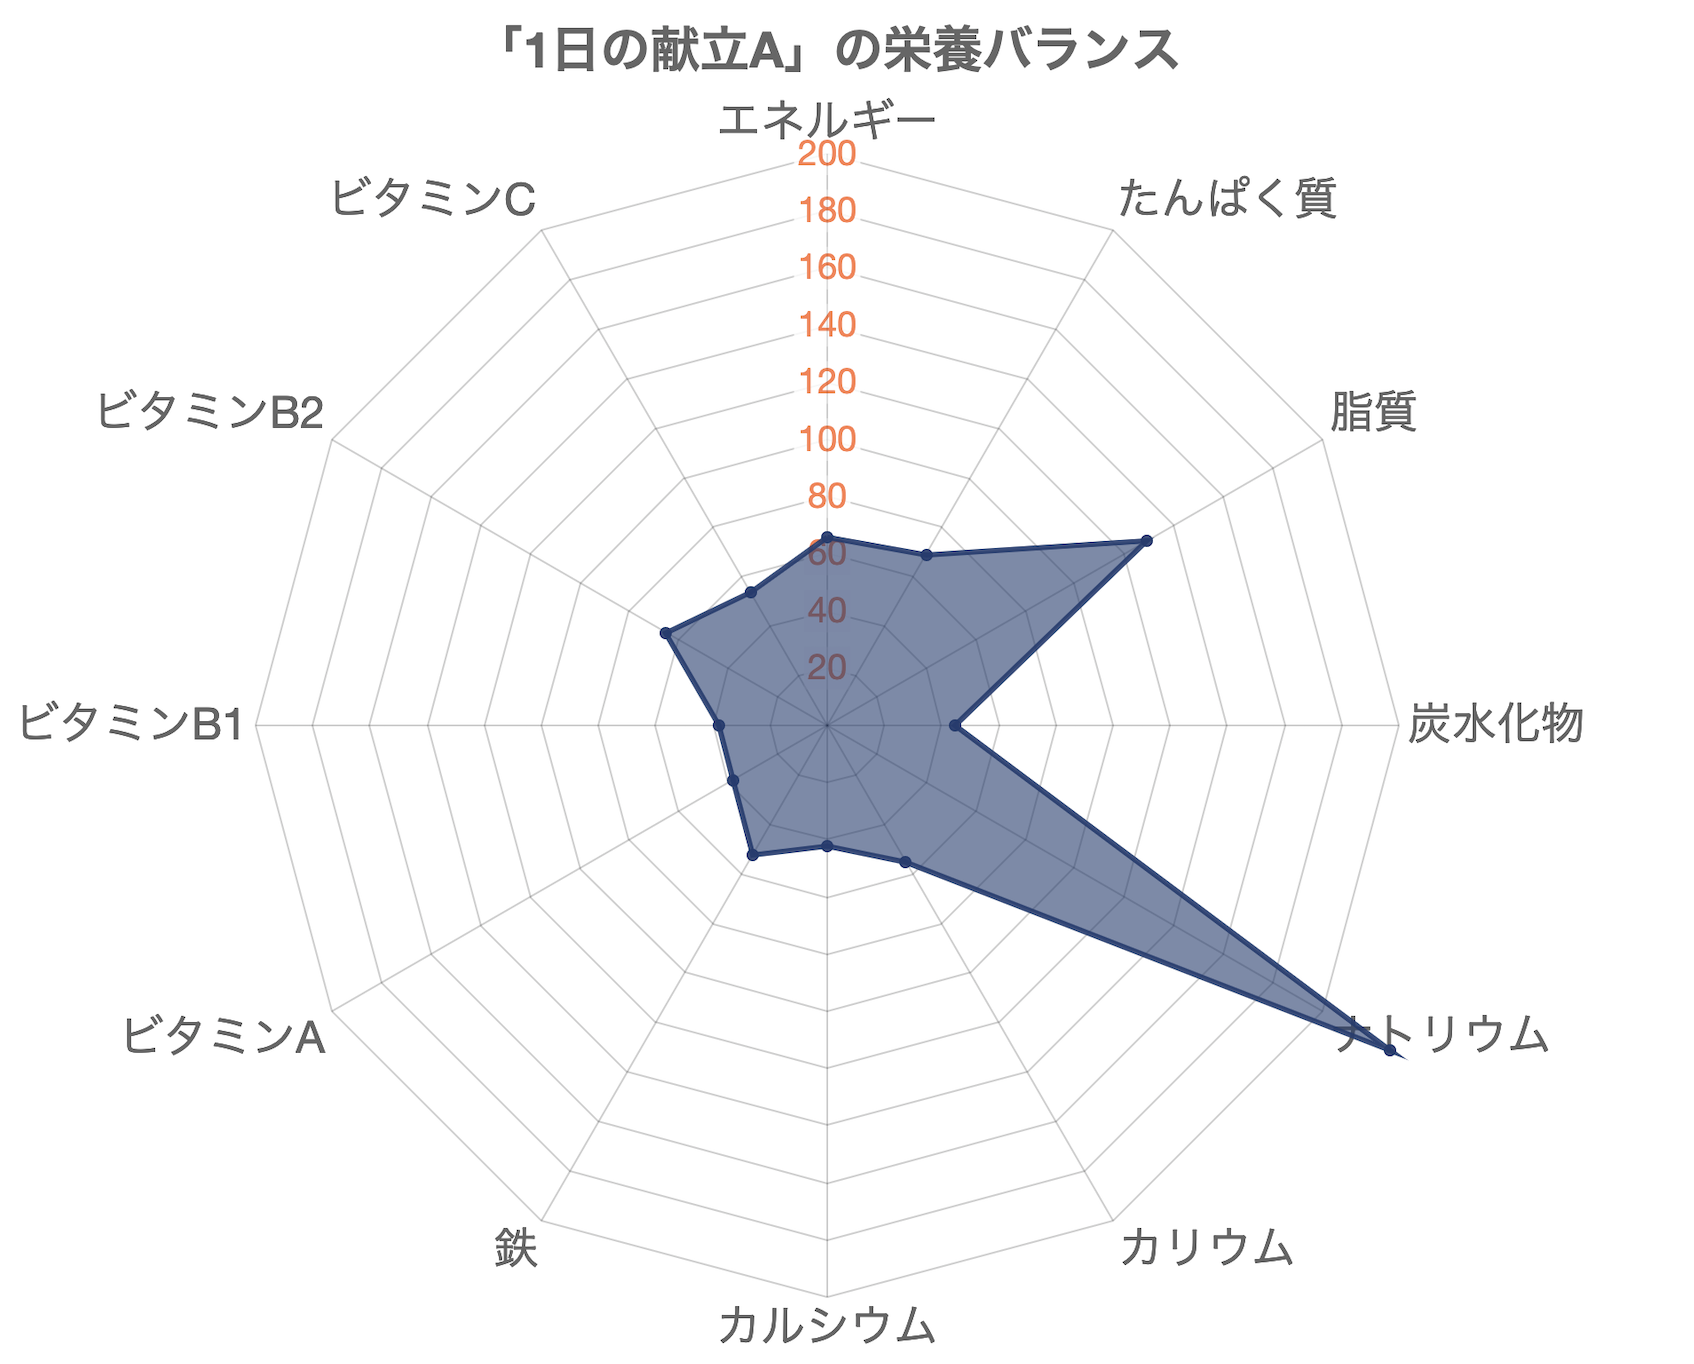 「1日の献立A」の栄養バランス
エネルギー
たんぱく質
脂質
炭水化物
ナトリウム
カリウム
カルシウム
鉄
ビタミンA
ビタミンB1
ビタミンB2
ビタミンC
200
180
160
140
120
100
80
60
40
20